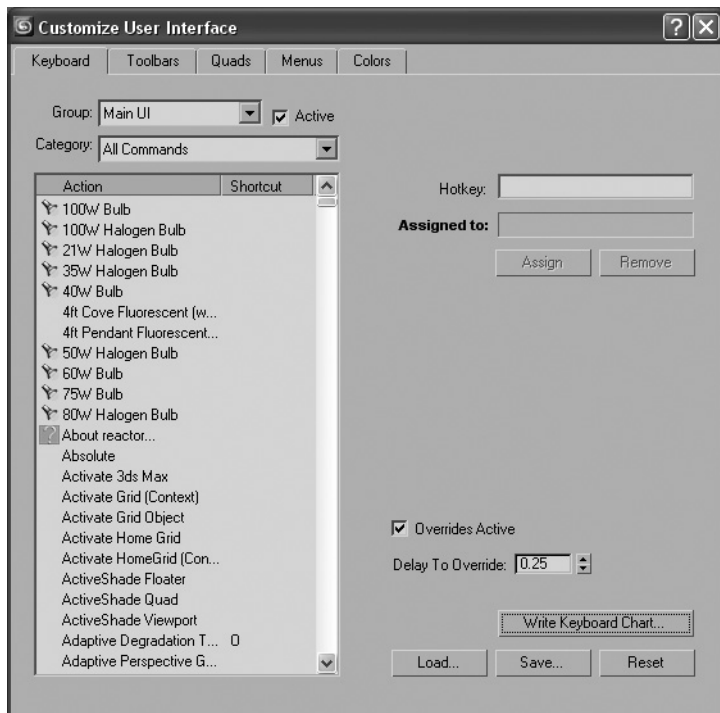 Customize User Interface
Keyboard Toolbars Quads Menus Colors
Group: Main UI Active
Category: All Commands
Action Shortcut
100W Bulb
100W Halogen Bulb
21W Halogen Bulb
35W Halogen Bulb
40W Bulb
4ft Cove Fluorescent (w...
4ft Pendant Fluorescent...
50W Halogen Bulb
60W Bulb
75W Bulb
80W Halogen Bulb
About reactor...
Absolute
Activate 3ds Max
Activate Grid (Context)
Activate Grid Object
Activate Home Grid
Activate HomeGrid (Con...
ActiveShade Floater
ActiveShade Quad
ActiveShade Viewport
Adaptive Degradation T... O
Adaptive Perspective G...
Hotkey:
Assigned to:
Assign Remove
Overrides Active
Delay To Override: 0.25
Write Keyboard Chart...
Load... Save... Reset